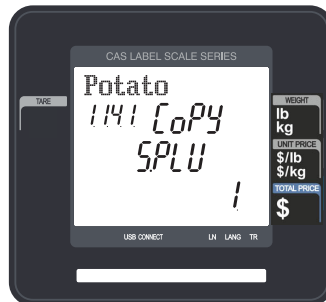 CAS LABEL SCALE SERIES
Potato
TARE
1141 CoPY
S.PLU
1
WEIGHT
lb
kg
UNIT PRICE
$/lb
$/kg
TOTAL PRICE
$
USB CONNECT LN LANG TR